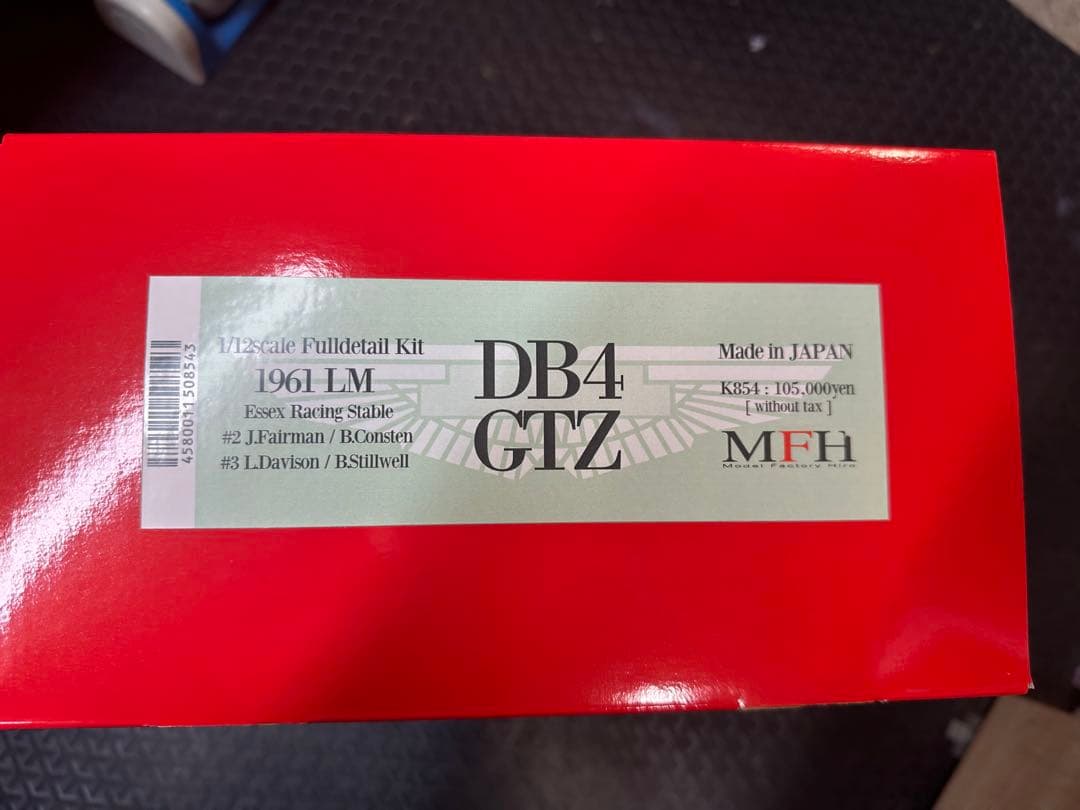 4580011508543
1/12scale Fulldetail Kit
1961 LM
Essex Racing Stable
#2 J.Fairman / B.Consten
#3 L.Davison / B.Stillwell
DB4
GTZ
Made in JAPAN
K854 : 105,000yen
[ without tax ]
MFH
Model Factory Hiro